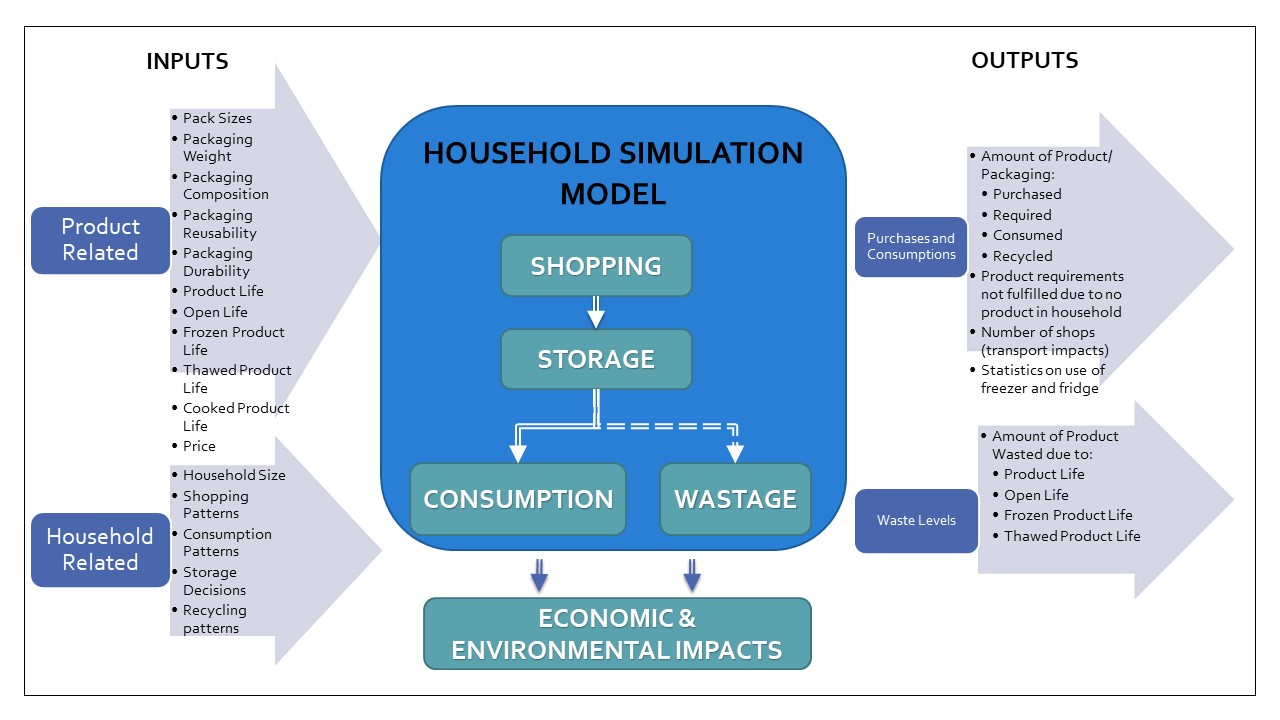 INPUTS
Product
Related
• Pack Sizes
• Packaging
Weight
• Packaging
Composition
• Packaging
Reusability
• Packaging
Durability
• Product Life
• Open Life
• Frozen Product
Life
• Thawed Product
Life
• Cooked Product
Life
• Price
Household
Related
• Household Size
• Shopping
Patterns
• Consumption
Patterns
• Storage
Decisions
• Recycling
patterns
HOUSEHOLD SIMULATION
MODEL
SHOPPING
STORAGE
CONSUMPTION
WASTAGE
ECONOMIC &
ENVIRONMENTAL IMPACTS
OUTPUTS
Purchases and
Consumptions
• Amount of Product/
Packaging:
• Purchased
• Required
• Consumed
• Recycled
• Product requirements
not fulfilled due to no
product in household
• Number of shops
(transport impacts)
• Statistics on use of
freezer and fridge
Waste Levels
• Amount of Product
Wasted due to:
• Product Life
• Open Life
• Frozen Product Life
• Thawed Product Life